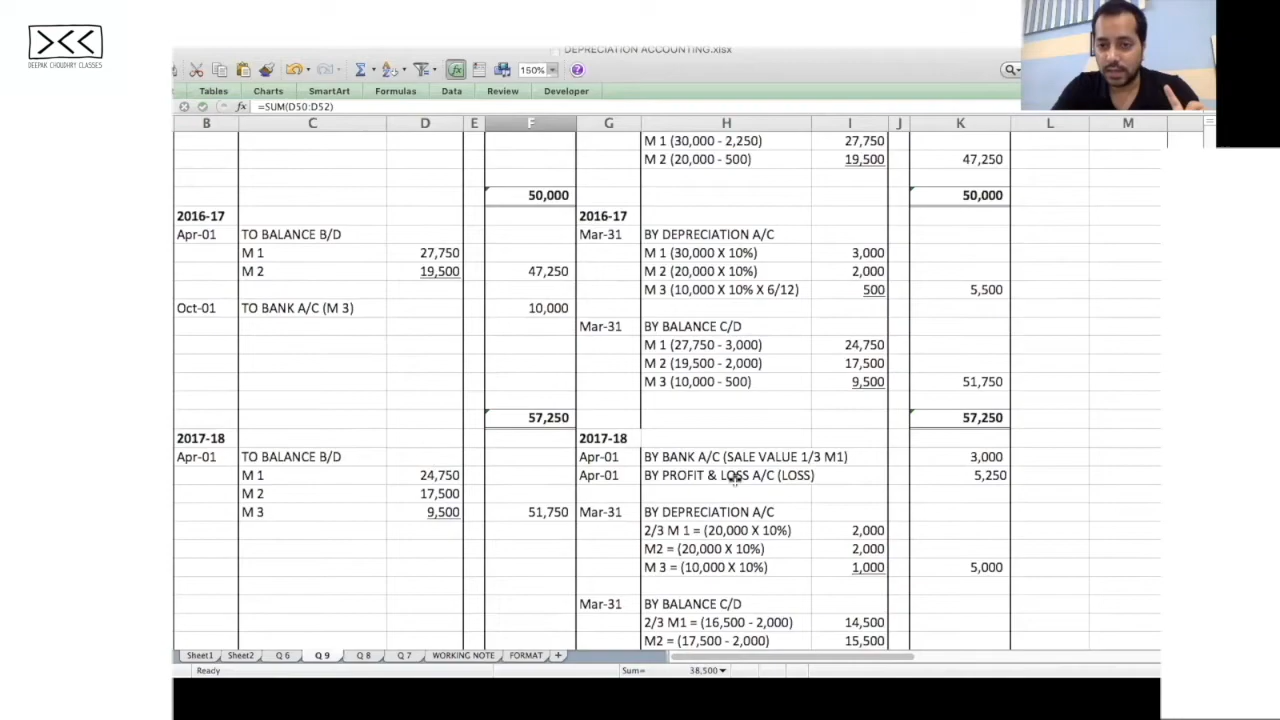 DEEPAK CHOUDHRY CLASSES
DEPRECIATION ACCOUNTING.xlsx
150%
Tables Charts SmartArt Formulas Data Review Developer
fx =SUM(D50:D52)
B C D E F G H I J K L M
M 1 (30,000 - 2,250) 27,750
M 2 (20,000 - 500) 19,500 47,250
50,000 50,000
2016-17 2016-17
Apr-01 TO BALANCE B/D Mar-31 BY DEPRECIATION A/C
M 1 27,750 M 1 (30,000 X 10%) 3,000
M 2 19,500 47,250 M 2 (20,000 X 10%) 2,000
M 3 (10,000 X 10% X 6/12) 500 5,500
Oct-01 TO BANK A/C (M 3) 10,000
Mar-31 BY BALANCE C/D
M 1 (27,750 - 3,000) 24,750
M 2 (19,500 - 2,000) 17,500
M 3 (10,000 - 500) 9,500 51,750
57,250 57,250
2017-18 2017-18
Apr-01 TO BALANCE B/D Apr-01 BY BANK A/C (SALE VALUE 1/3 M1) 3,000
M 1 24,750 Apr-01 BY PROFIT & LOSS A/C (LOSS) 5,250
M 2 17,500
M 3 9,500 51,750 Mar-31 BY DEPRECIATION A/C
2/3 M 1 = (20,000 X 10%) 2,000
M2 = (20,000 X 10%) 2,000
M 3 = (10,000 X 10%) 1,000 5,000
Mar-31 BY BALANCE C/D
2/3 M1 = (16,500 - 2,000) 14,500
M2 = (17,500 - 2,000) 15,500
Sheet1 Sheet2 Q 6 Q 9 Q 8 Q 7 WORKING NOTE FORMAT +
Ready Sum= 38,500